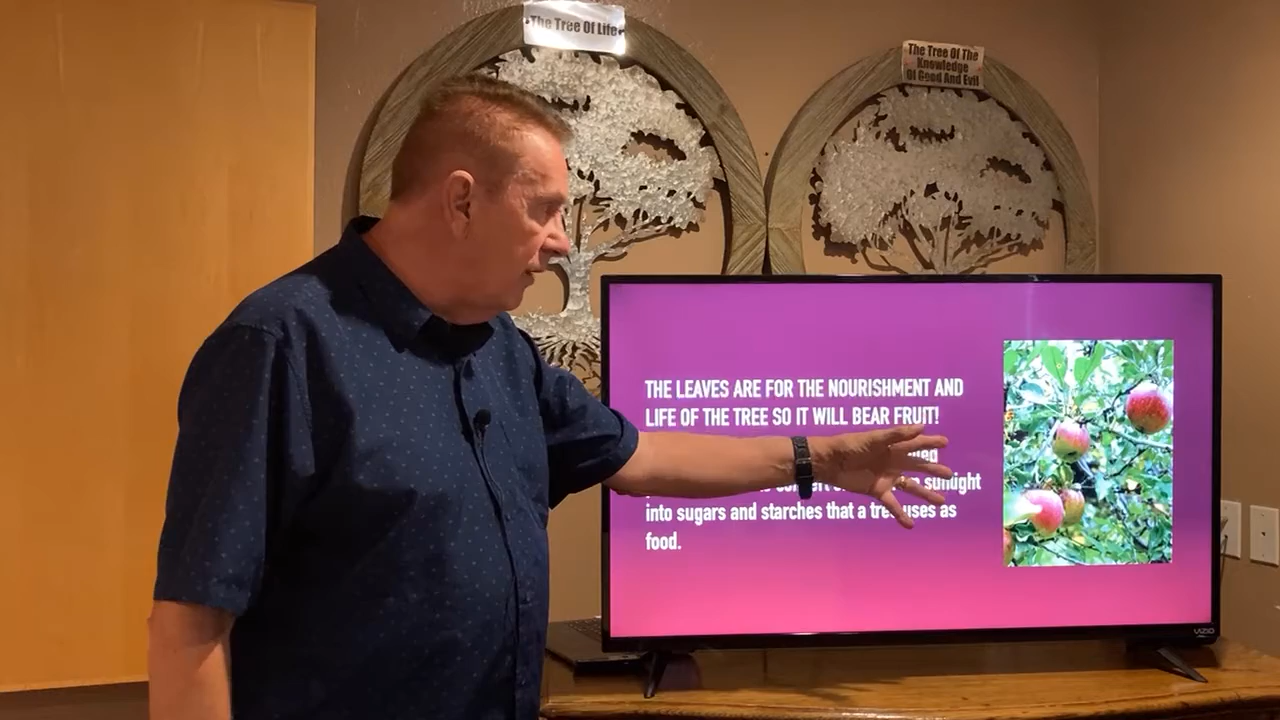 The Tree Of Life
The Tree Of The
Knowledge
Of Good And Evil
THE LEAVES ARE FOR THE NOURISHMENT AND
LIFE OF THE TREE SO IT WILL BEAR FRUIT!
sunlight
into sugars and starches that a tree uses as
food.
VIZIO